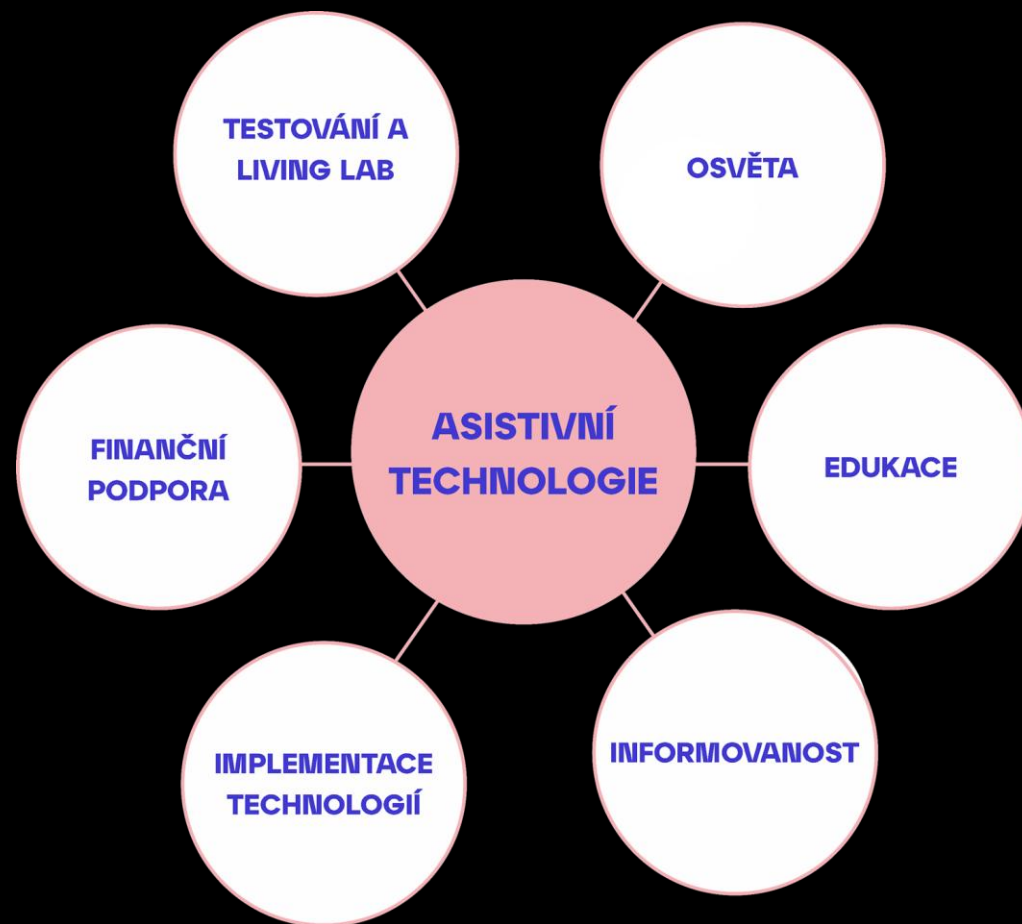 TESTOVÁNÍ A
LIVING LAB
OSVĚTA
ASISTIVNÍ
TECHNOLOGIE
FINANČNÍ
PODPORA
EDUKACE
IMPLEMENTACE
TECHNOLOGIÍ
INFORMOVANOST